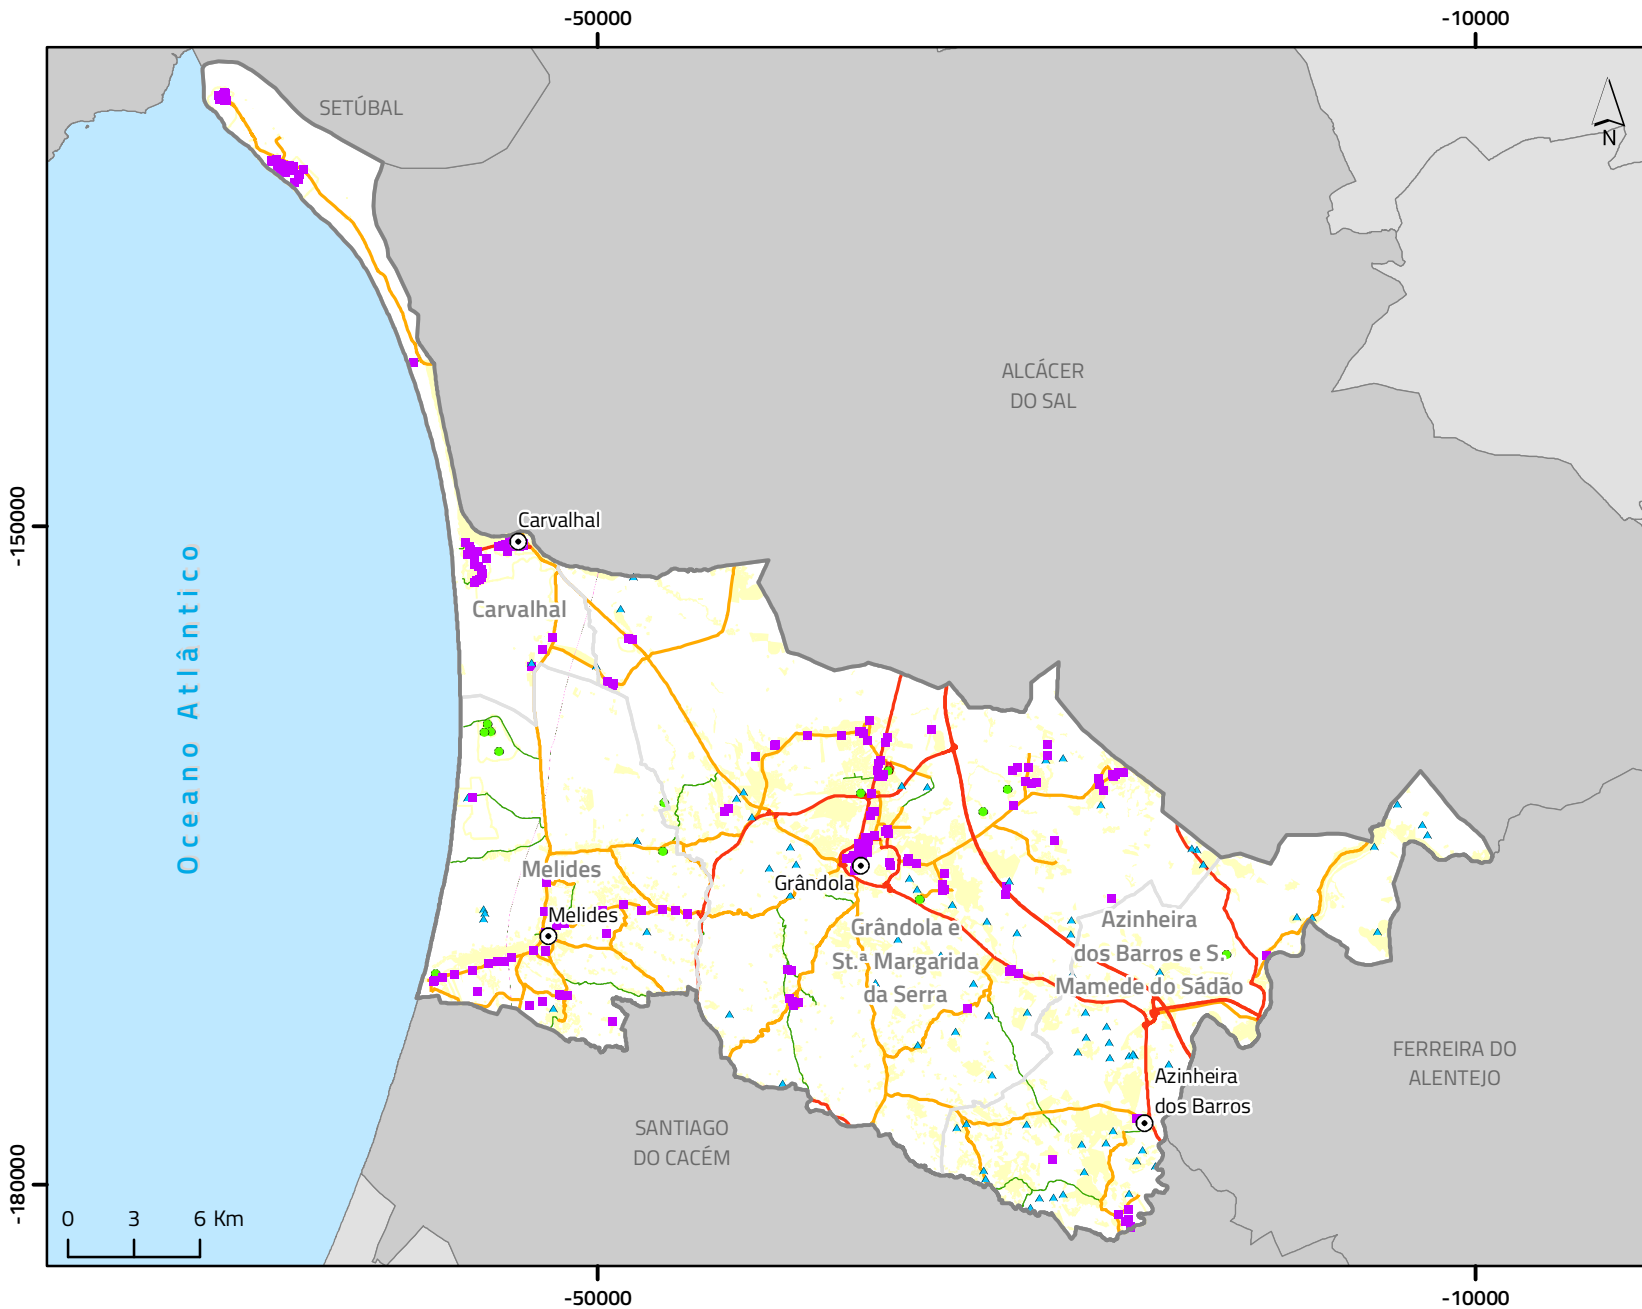 -50000
-10000
SETÚBAL
N
ALCÁCER
DO SAL
-150000
Carvalhal
Oceano Atlântico
Carvalhal
Melides
Grândola
Melides
Grândola e
St.ª Margarida
da Serra
Azinheira
dos Barros e S.
Mamede do Sádão
FERREIRA DO
ALENTEJO
Azinheira
dos Barros
SANTIAGO
DO CACÉM
-180000
0 3 6 Km
-50000
-10000